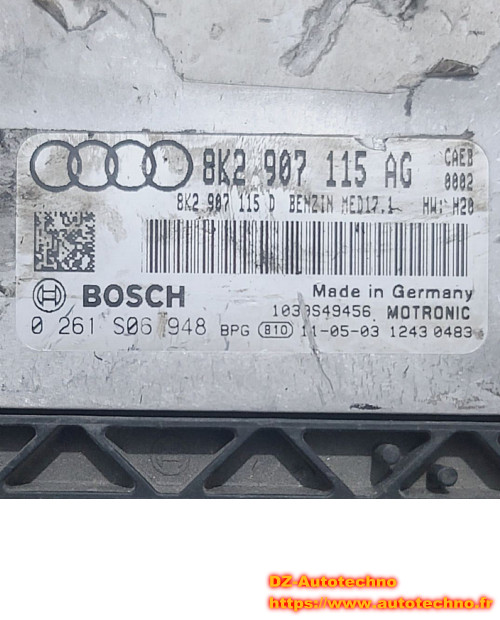 8K2 907 115 AG CAEB
0002
8K2 907 115 D BENZIN MED17.1 HW: H20
BOSCH Made in Germany
1039S49456 MOTRONIC
0 261 S06 948 BPG 810 11-05-03 1243 0483
DZ-Autotechno
https://www.autotechno.fr